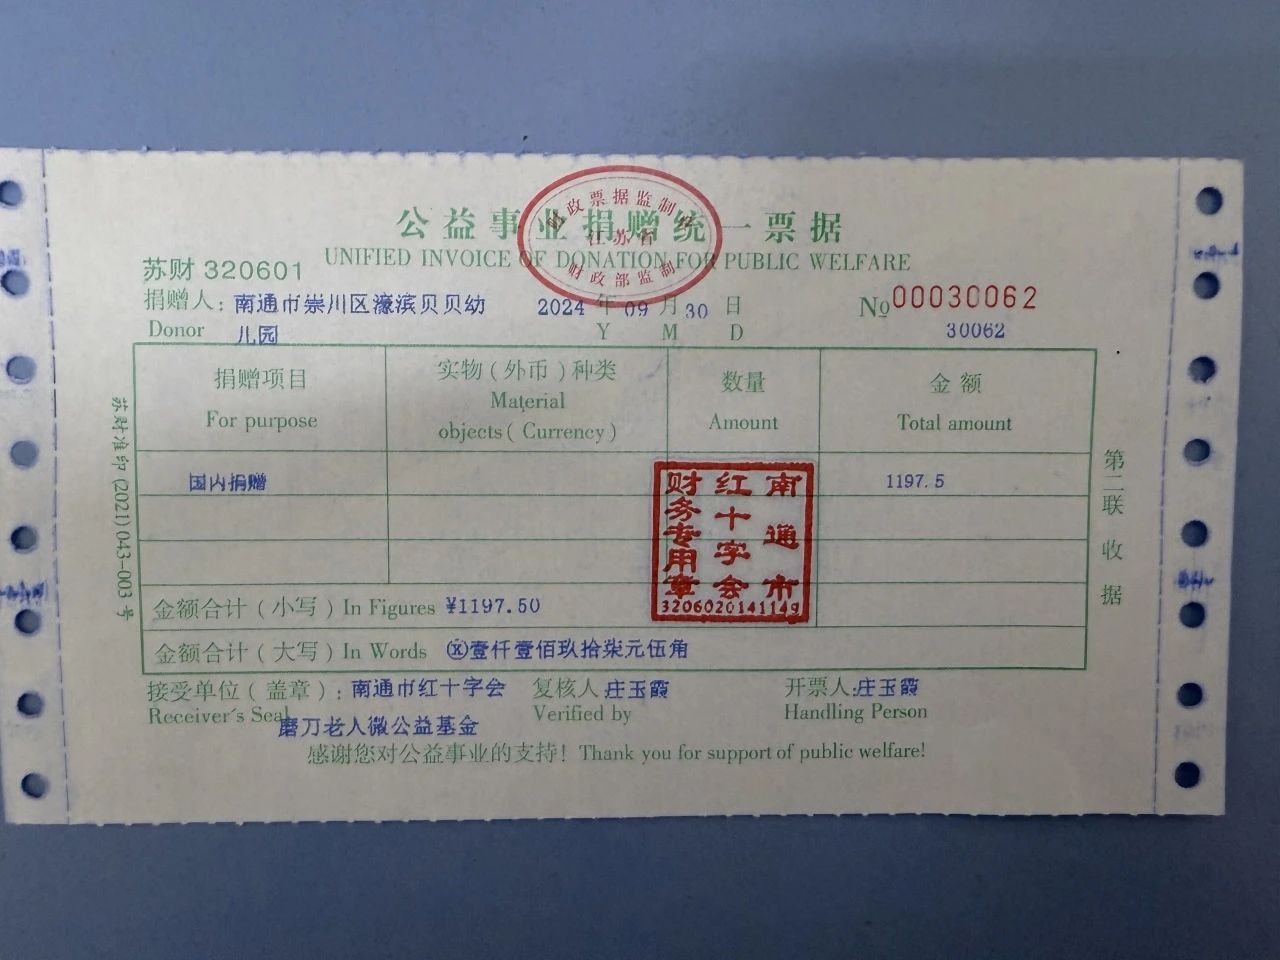 公益事业捐赠统一票据
财政票据监制章
江苏省
财政部监制
UNIFIED INVOICE OF DONATION FOR PUBLIC WELFARE
苏财 320601
捐赠人：南通市崇川区濠滨贝贝幼儿园
Donor
2024 年 09 月 30 日
Y M D
No 00030062
30062
捐赠项目 实物（外币）种类 数量 金额
For purpose Material objects (Currency) Amount Total amount
国内捐赠 1197.5
南通市红十字会财务专用章
金额合计（小写）In Figures ¥1197.50
金额合计（大写）In Words ⊗壹仟壹佰玖拾柒元伍角
接受单位（盖章）：南通市红十字会 复核人:庄玉霞 开票人:庄玉霞
Receiver's Seal 磨刀老人微公益基金 Verified by Handling Person
感谢您对公益事业的支持！Thank you for support of public welfare!
苏财准印 (2021) 043-003 号
第二联 收据